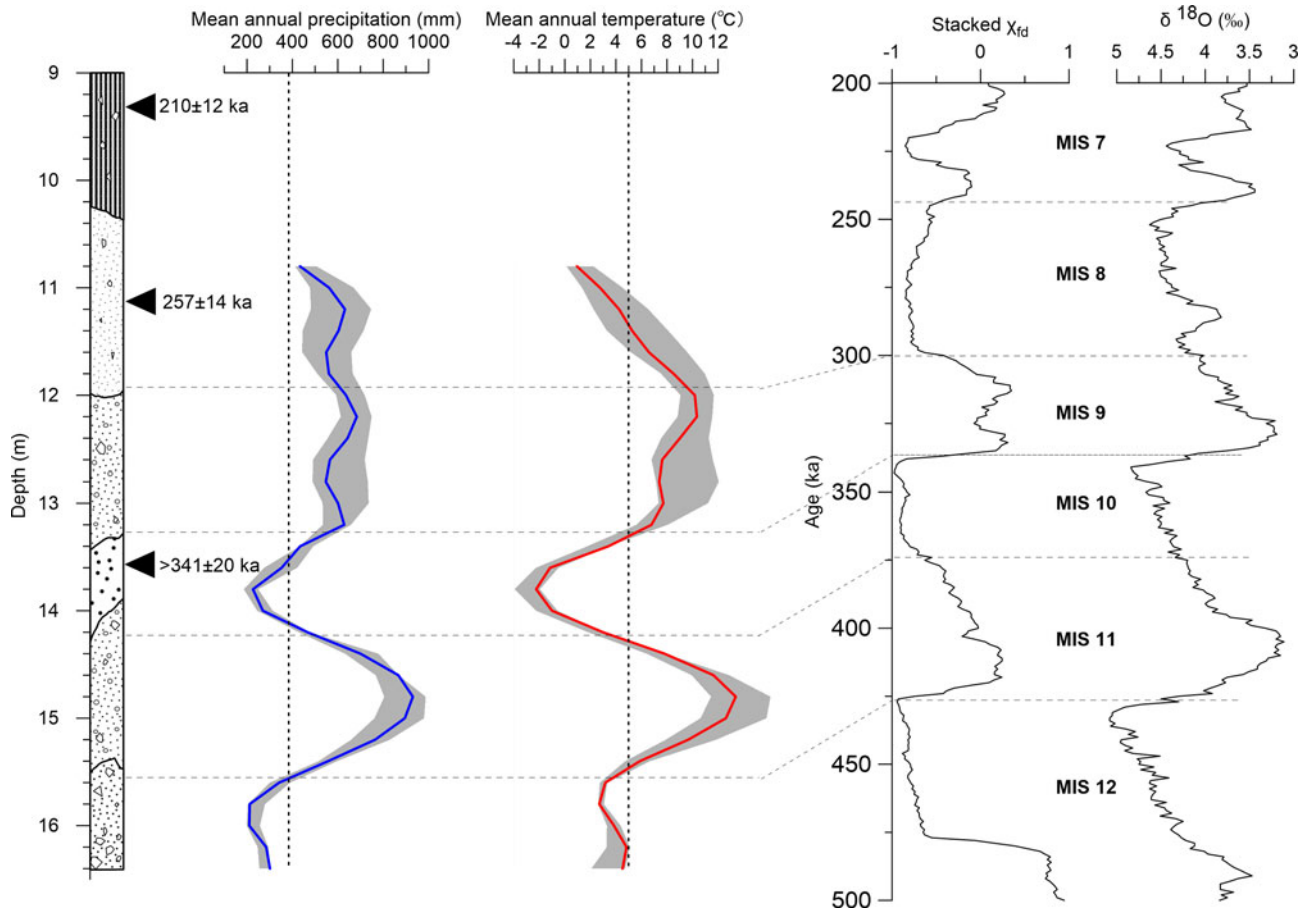 Mean annual precipitation (mm)
200 400 600 800 1000
Mean annual temperature (°C)
-4 -2 0 2 4 6 8 10 12
Stacked χfd
-1 0 1
δ 18O (‰)
5 4.5 4 3.5 3
Depth (m)
9
10
11
12
13
14
15
16
210±12 ka
257±14 ka
>341±20 ka
Age (ka)
200
250
300
350
400
450
500
MIS 7
MIS 8
MIS 9
MIS 10
MIS 11
MIS 12